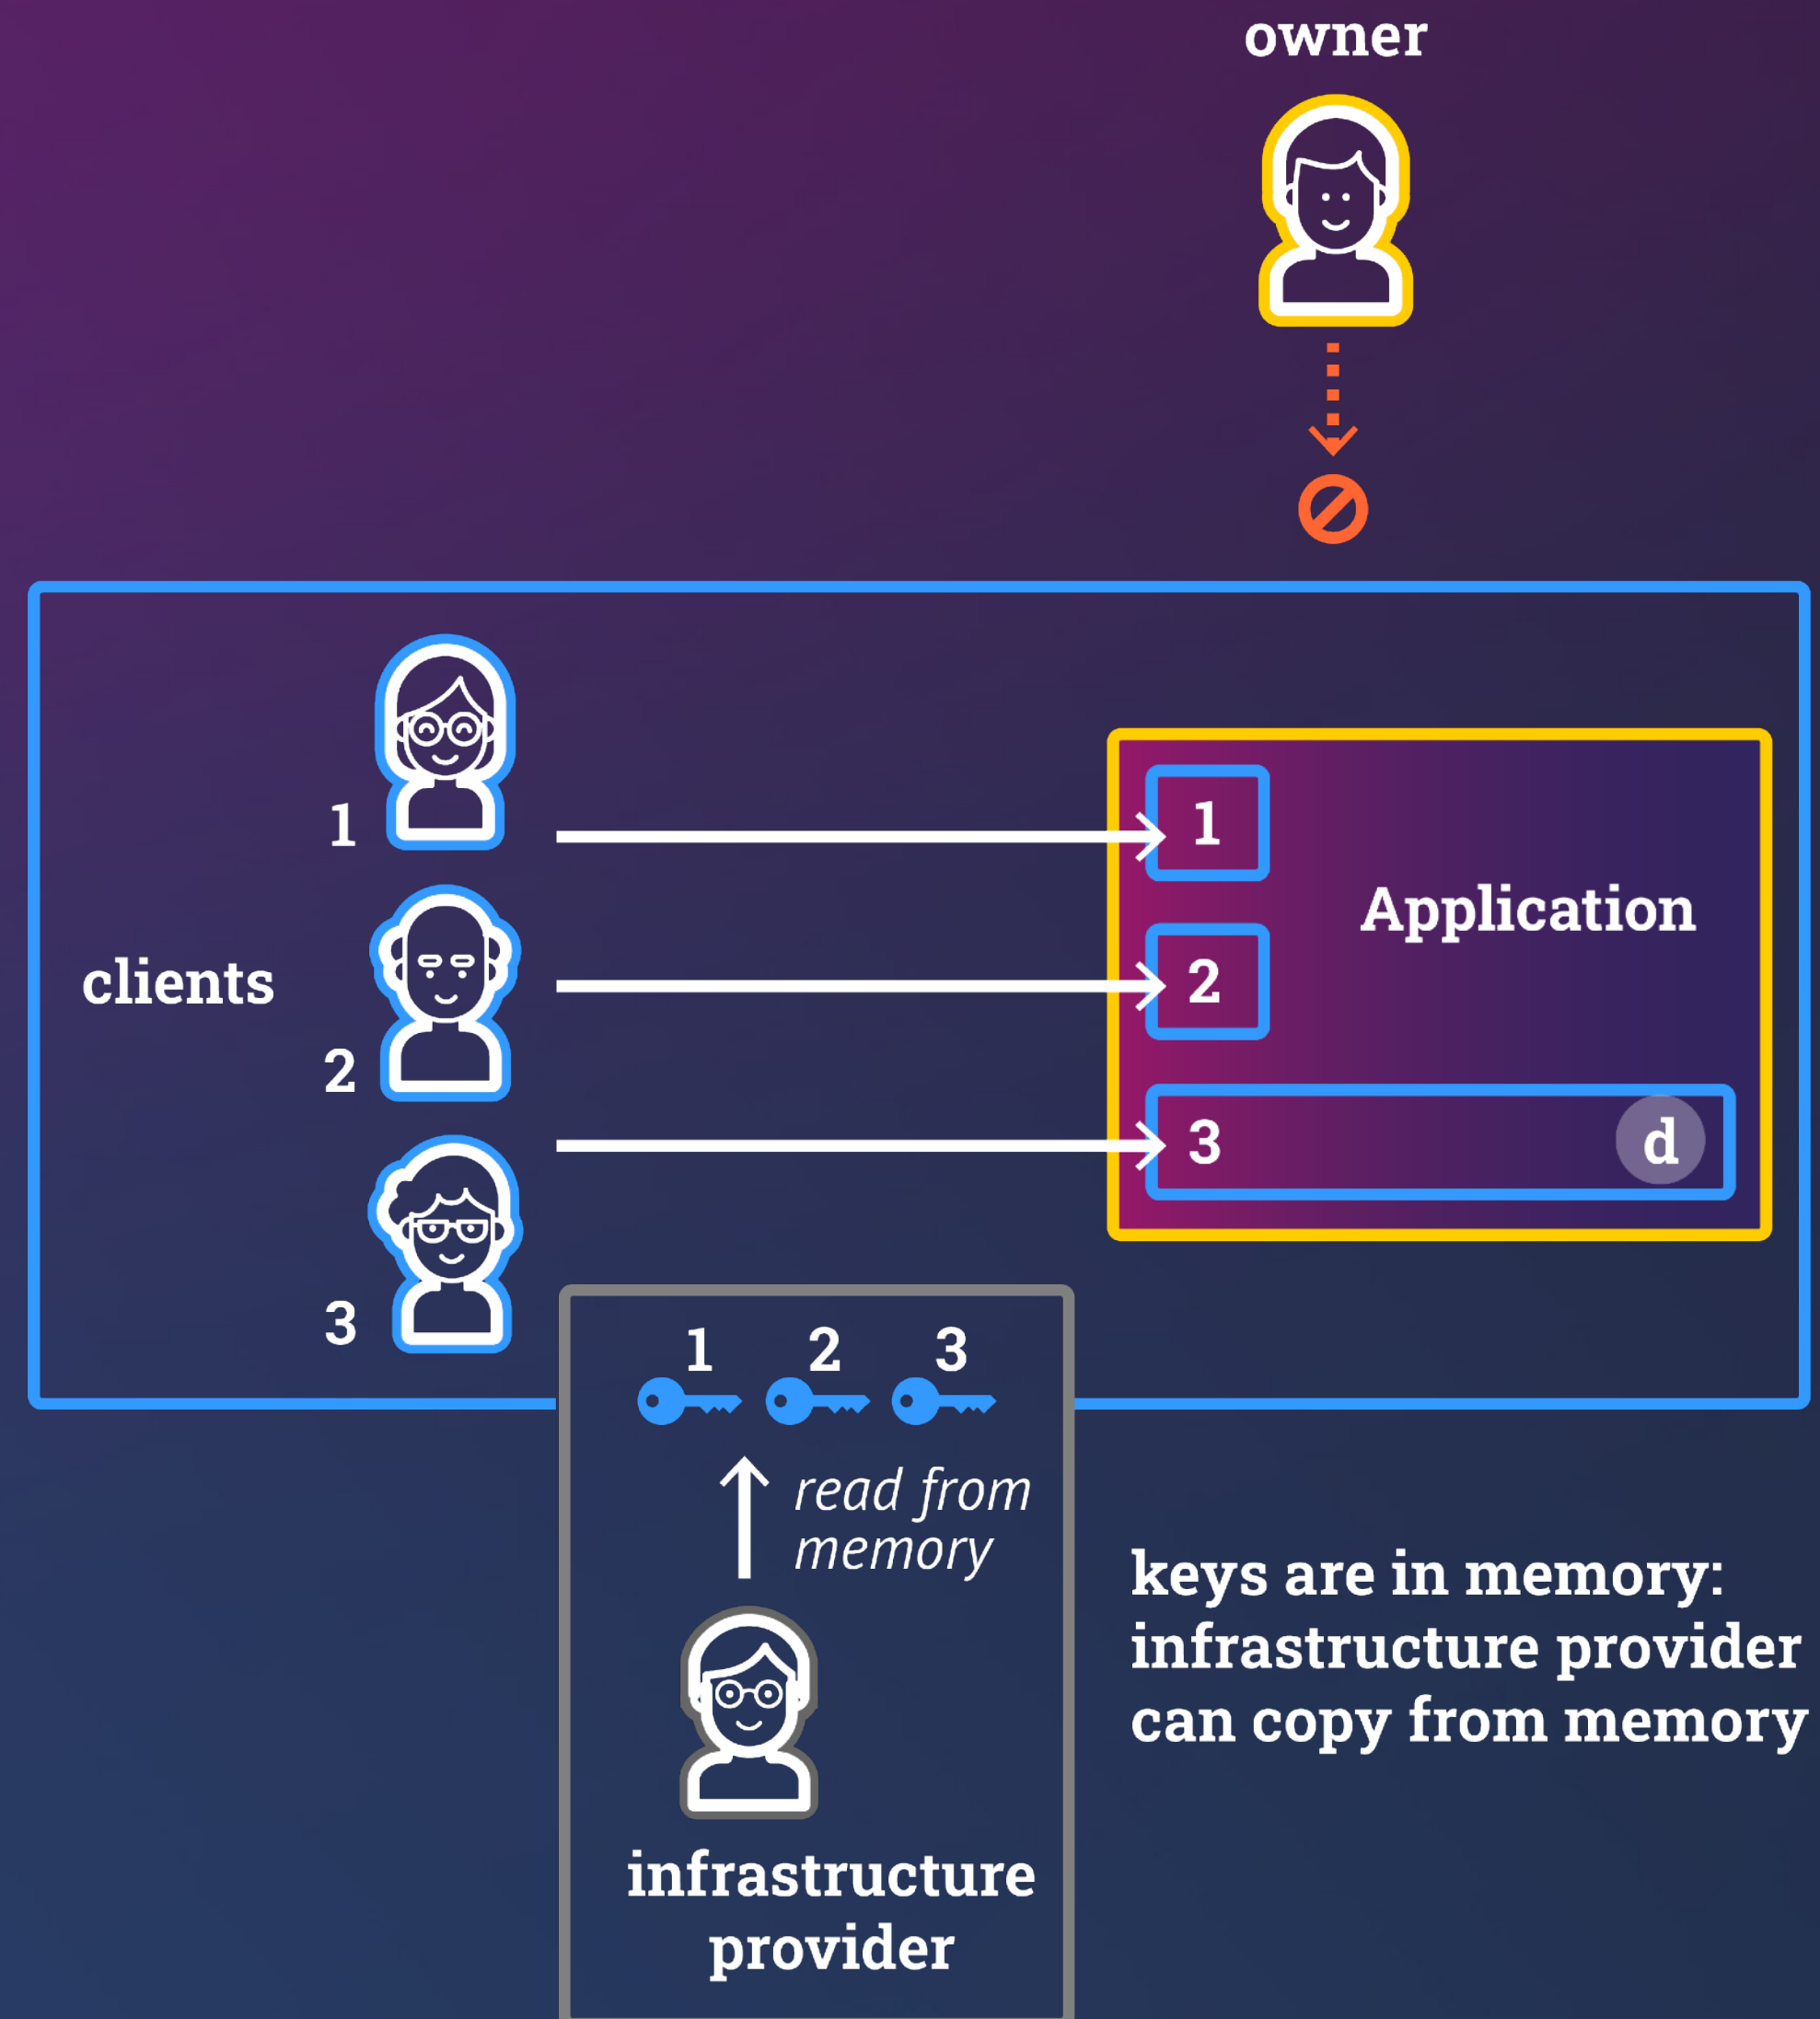 owner
clients
1
2
3
1
2
3
Application
d
1 2 3
read from
memory
infrastructure
provider
keys are in memory:
infrastructure provider
can copy from memory